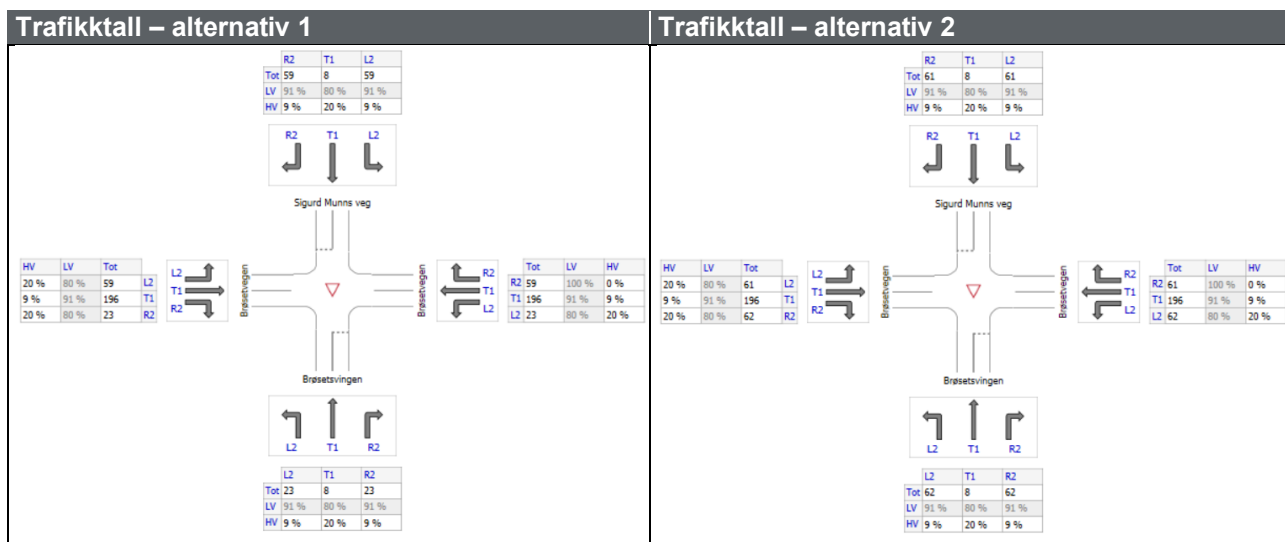 Trafikktall – alternativ 1
R2 T1 L2
Tot 59 8 59
LV 91 % 80 % 91 %
HV 9 % 20 % 9 %
R2 T1 L2
Sigurd Munns veg
HV LV Tot
20 % 80 % 59 L2
9 % 91 % 196 T1
20 % 80 % 23 R2
L2
T1
R2
Brøsetvegen
Brøsetvegen
R2
T1
L2
Tot LV HV
R2 59 100 % 0 %
T1 196 91 % 9 %
L2 23 80 % 20 %
Brøsetsvingen
L2 T1 R2
L2 T1 R2
Tot 23 8 23
LV 91 % 80 % 91 %
HV 9 % 20 % 9 %
Trafikktall – alternativ 2
R2 T1 L2
Tot 61 8 61
LV 91 % 80 % 91 %
HV 9 % 20 % 9 %
R2 T1 L2
Sigurd Munns veg
HV LV Tot
20 % 80 % 61 L2
9 % 91 % 196 T1
20 % 80 % 62 R2
L2
T1
R2
Brøsetvegen
Brøsetvegen
R2
T1
L2
Tot LV HV
R2 61 100 % 0 %
T1 196 91 % 9 %
L2 62 80 % 20 %
Brøsetsvingen
L2 T1 R2
L2 T1 R2
Tot 62 8 62
LV 91 % 80 % 91 %
HV 9 % 20 % 9 %